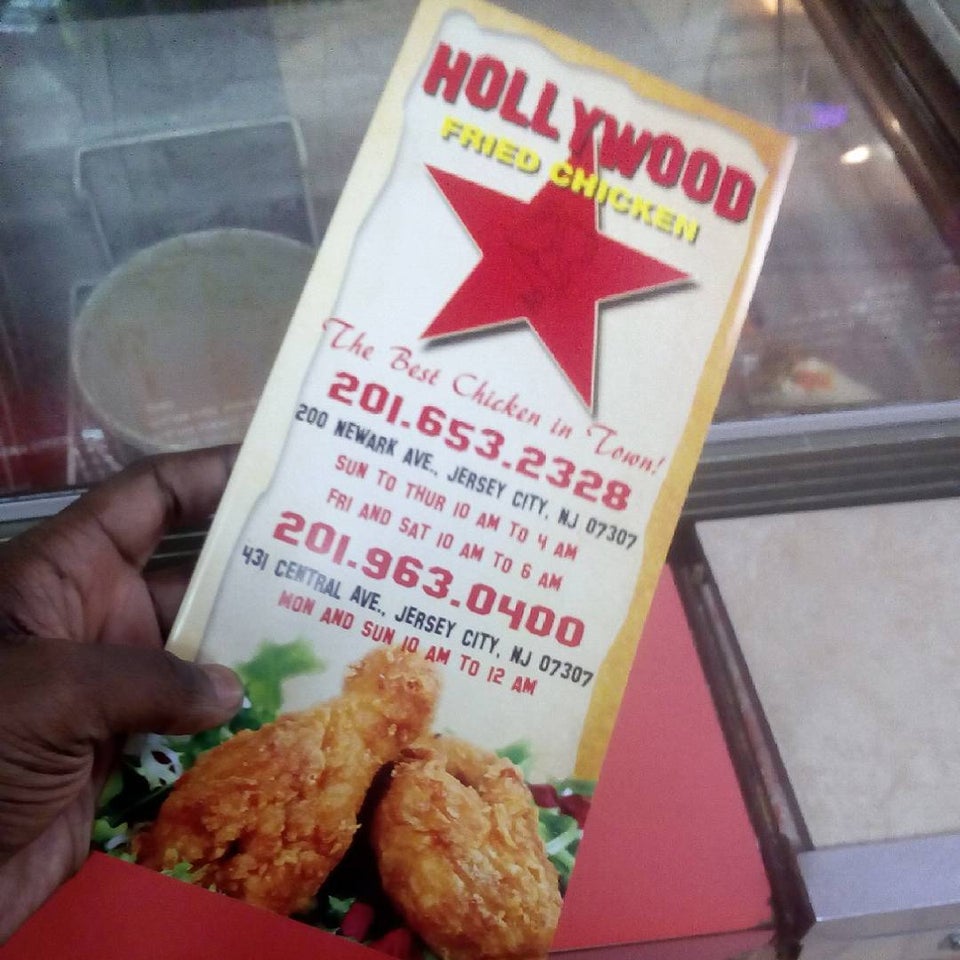 HOLLYWOOD
FRIED CHICKEN
The Best Chicken in Town!
201.653.2328
200 NEWARK AVE., JERSEY CITY, NJ 07307
SUN TO THUR 10 AM TO 4 AM
FRI AND SAT 10 AM TO 6 AM
201.963.0400
431 CENTRAL AVE., JERSEY CITY, NJ 07307
MON AND SUN 10 AM TO 12 AM